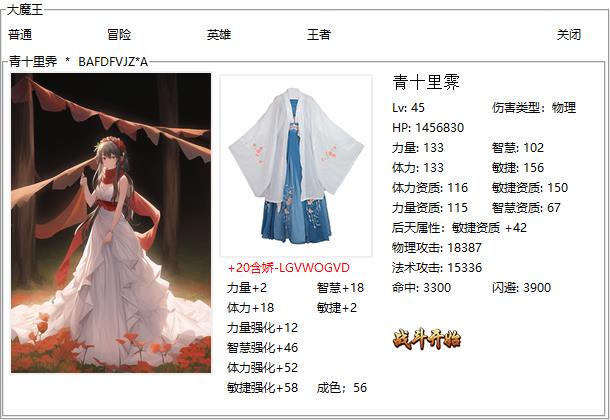 大魔王
普通 冒险 英雄 王者 关闭
青十里霁 * BAFDFVJZ*A
青十里霁
Lv: 45 伤害类型：物理
HP: 1456830
力量: 133 智慧: 102
体力: 133 敏捷: 156
体力资质: 116 敏捷资质: 150
力量资质: 115 智慧资质: 67
后天属性：敏捷资质 +42
物理攻击: 18387
法术攻击: 15336
命中: 3300 闪避: 3900
战斗开始
+20含娇-LGVWOGVD
力量+2 智慧+18
体力+18 敏捷+2
力量强化+12
智慧强化+46
体力强化+52
敏捷强化+58 成色；56